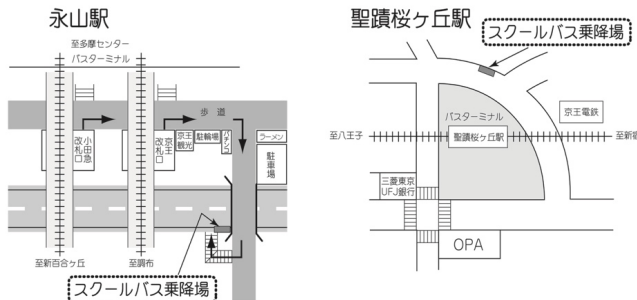 永山駅
至多摩センター
バスターミナル
歩道
小田急
改札口
京王
改札口
京王
観光
駐輪場
パチンコ
ラーメン
駐車場
至新百合ヶ丘
至調布
スクールバス乗降場
聖蹟桜ヶ丘駅
スクールバス乗降場
バスターミナル
京王電鉄
至八王子
聖蹟桜ヶ丘駅
至新宿
三菱東京
UFJ銀行
OPA